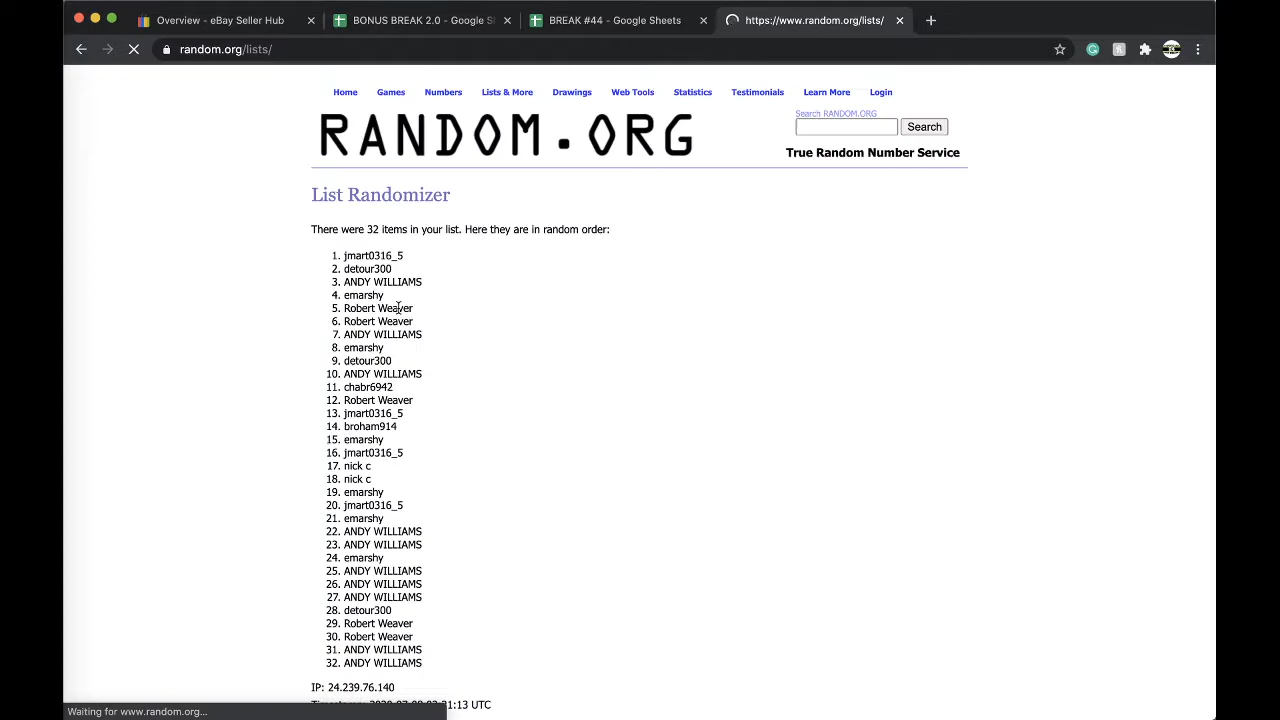 Overview - eBay Seller Hub
BONUS BREAK 2.0 - Google S
BREAK #44 - Google Sheets
https://www.random.org/lists/
random.org/lists/
Home Games Numbers Lists & More Drawings Web Tools Statistics Testimonials Learn More Login
RANDOM.ORG
Search RANDOM.ORG
Search
True Random Number Service
List Randomizer
There were 32 items in your list. Here they are in random order:
1. jmart0316_5
2. detour300
3. ANDY WILLIAMS
4. emarshy
5. Robert Weaver
6. Robert Weaver
7. ANDY WILLIAMS
8. emarshy
9. detour300
10. ANDY WILLIAMS
11. chabr6942
12. Robert Weaver
13. jmart0316_5
14. broham914
15. emarshy
16. jmart0316_5
17. nick c
18. nick c
19. emarshy
20. jmart0316_5
21. emarshy
22. ANDY WILLIAMS
23. ANDY WILLIAMS
24. emarshy
25. ANDY WILLIAMS
26. ANDY WILLIAMS
27. ANDY WILLIAMS
28. detour300
29. Robert Weaver
30. Robert Weaver
31. ANDY WILLIAMS
32. ANDY WILLIAMS
IP: 24.239.76.140
UTC
Waiting for www.random.org...